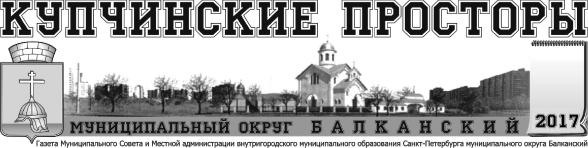 КУПЧИНСКИЕ ПРОСТОРЫ
МУНИЦИПАЛЬНЫЙ ОКРУГ БАЛКАНСКИЙ 2017
Газета Муниципального Совета и Местной администрации внутригородского муниципального образования Санкт-Петербурга муниципального округа Балканский